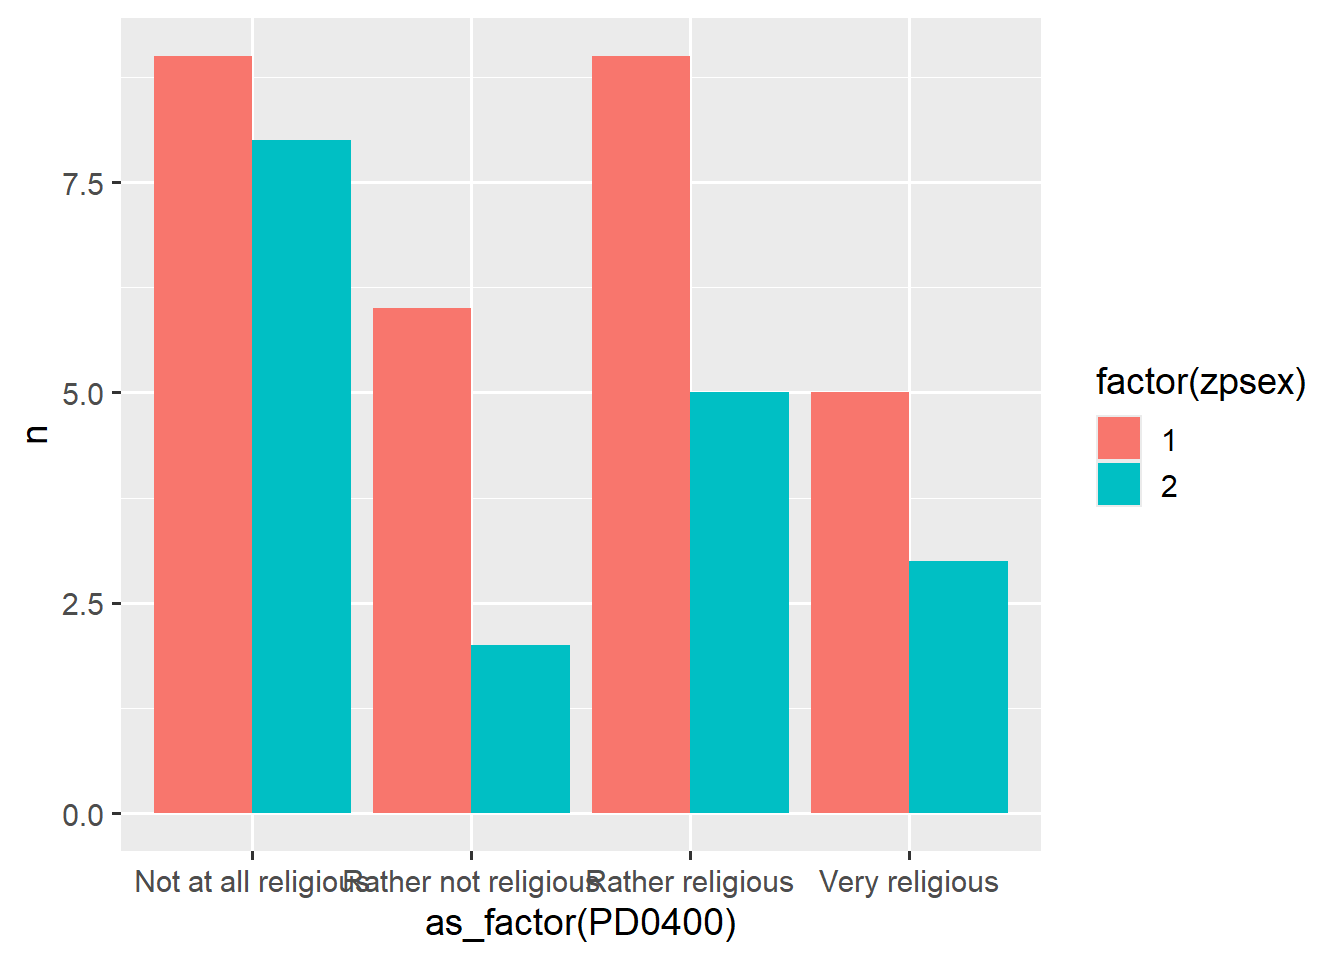 7.5
5.0
2.5
0.0
n
Not at all religious Rather not religious Rather religious Very religious
as_factor(PD0400)
factor(zpsex)
1
2